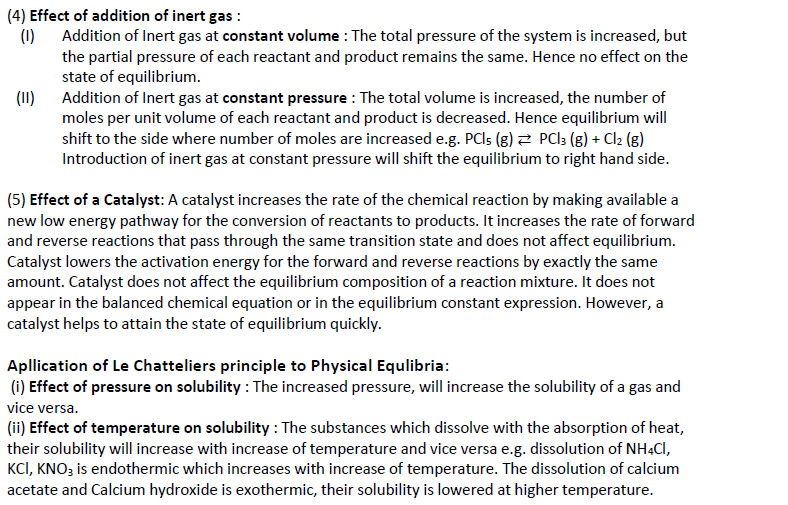 (4) Effect of addition of inert gas :
(I) Addition of Inert gas at constant volume : The total pressure of the system is increased, but
the partial pressure of each reactant and product remains the same. Hence no effect on the
state of equilibrium.
(II) Addition of Inert gas at constant pressure : The total volume is increased, the number of
moles per unit volume of each reactant and product is decreased. Hence equilibrium will
shift to the side where number of moles are increased e.g. PCl₅ (g) ⇄ PCl₃ (g) + Cl₂ (g)
Introduction of inert gas at constant pressure will shift the equilibrium to right hand side.
(5) Effect of a Catalyst: A catalyst increases the rate of the chemical reaction by making available a
new low energy pathway for the conversion of reactants to products. It increases the rate of forward
and reverse reactions that pass through the same transition state and does not affect equilibrium.
Catalyst lowers the activation energy for the forward and reverse reactions by exactly the same
amount. Catalyst does not affect the equilibrium composition of a reaction mixture. It does not
appear in the balanced chemical equation or in the equilibrium constant expression. However, a
catalyst helps to attain the state of equilibrium quickly.
Apllication of Le Chatteliers principle to Physical Equlibria:
(i) Effect of pressure on solubility : The increased pressure, will increase the solubility of a gas and
vice versa.
(ii) Effect of temperature on solubility : The substances which dissolve with the absorption of heat,
their solubility will increase with increase of temperature and vice versa e.g. dissolution of NH₄Cl,
KCl, KNO₃ is endothermic which increases with increase of temperature. The dissolution of calcium
acetate and Calcium hydroxide is exothermic, their solubility is lowered at higher temperature.